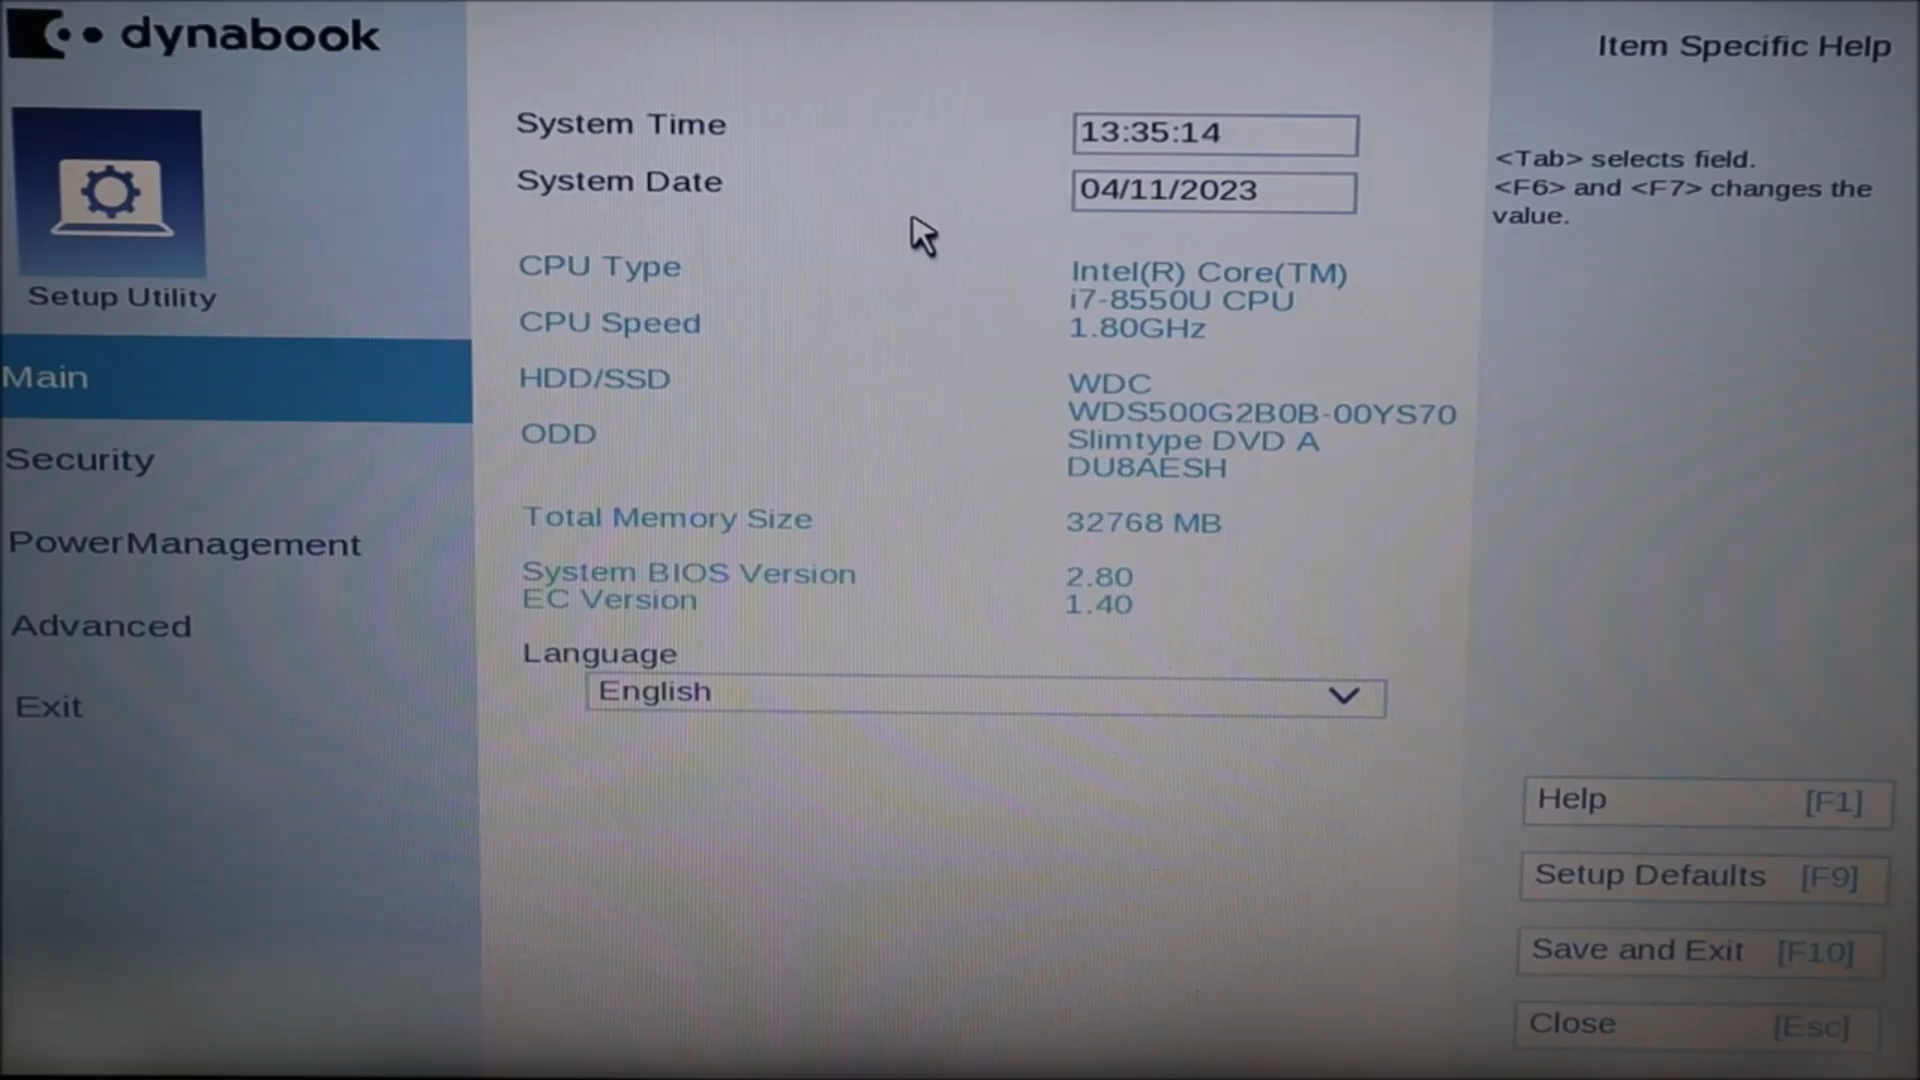 dynabook
Setup Utility
Main
Security
PowerManagement
Advanced
Exit
System Time 13:35:14
System Date 04/11/2023
CPU Type Intel(R) Core(TM)
i7-8550U CPU
CPU Speed 1.80GHz
HDD/SSD WDC
WDS500G2B0B-00YS70
ODD Slimtype DVD A
DU8AESH
Total Memory Size 32768 MB
System BIOS Version 2.80
EC Version 1.40
Language
English
Item Specific Help
<Tab> selects field.
<F6> and <F7> changes the
value.
Help [F1]
Setup Defaults [F9]
Save and Exit [F10]
Close [Esc]